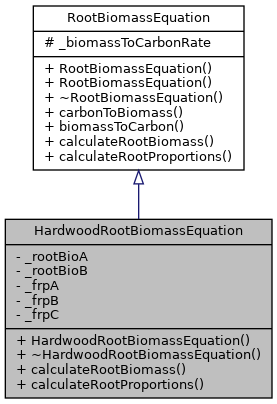 RootBiomassEquation
# _biomassToCarbonRate
+ RootBiomassEquation()
+ RootBiomassEquation()
+ ~RootBiomassEquation()
+ carbonToBiomass()
+ biomassToCarbon()
+ calculateRootBiomass()
+ calculateRootProportions()
HardwoodRootBiomassEquation
- _rootBioA
- _rootBioB
- _frpA
- _frpB
- _frpC
+ HardwoodRootBiomassEquation()
+ ~HardwoodRootBiomassEquation()
+ calculateRootBiomass()
+ calculateRootProportions()